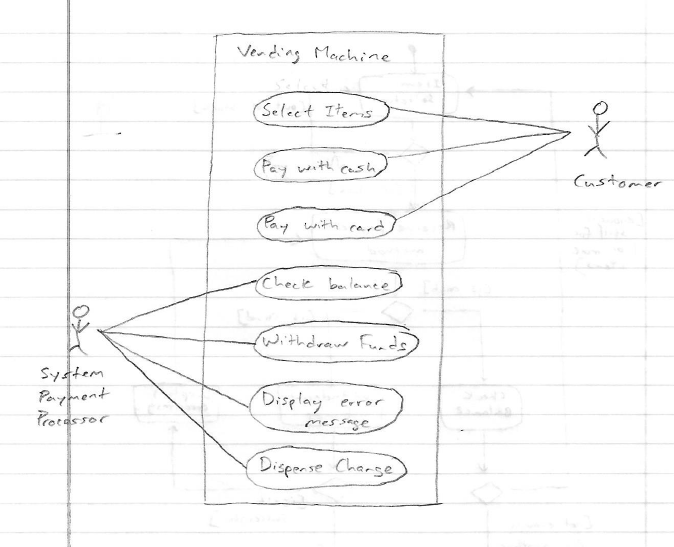 Vending Machine
Select Items
Pay with cash
Customer
Pay with card
Check balance
Withdraw Funds
System
Payment
Processor
Display error
message
Dispense Change